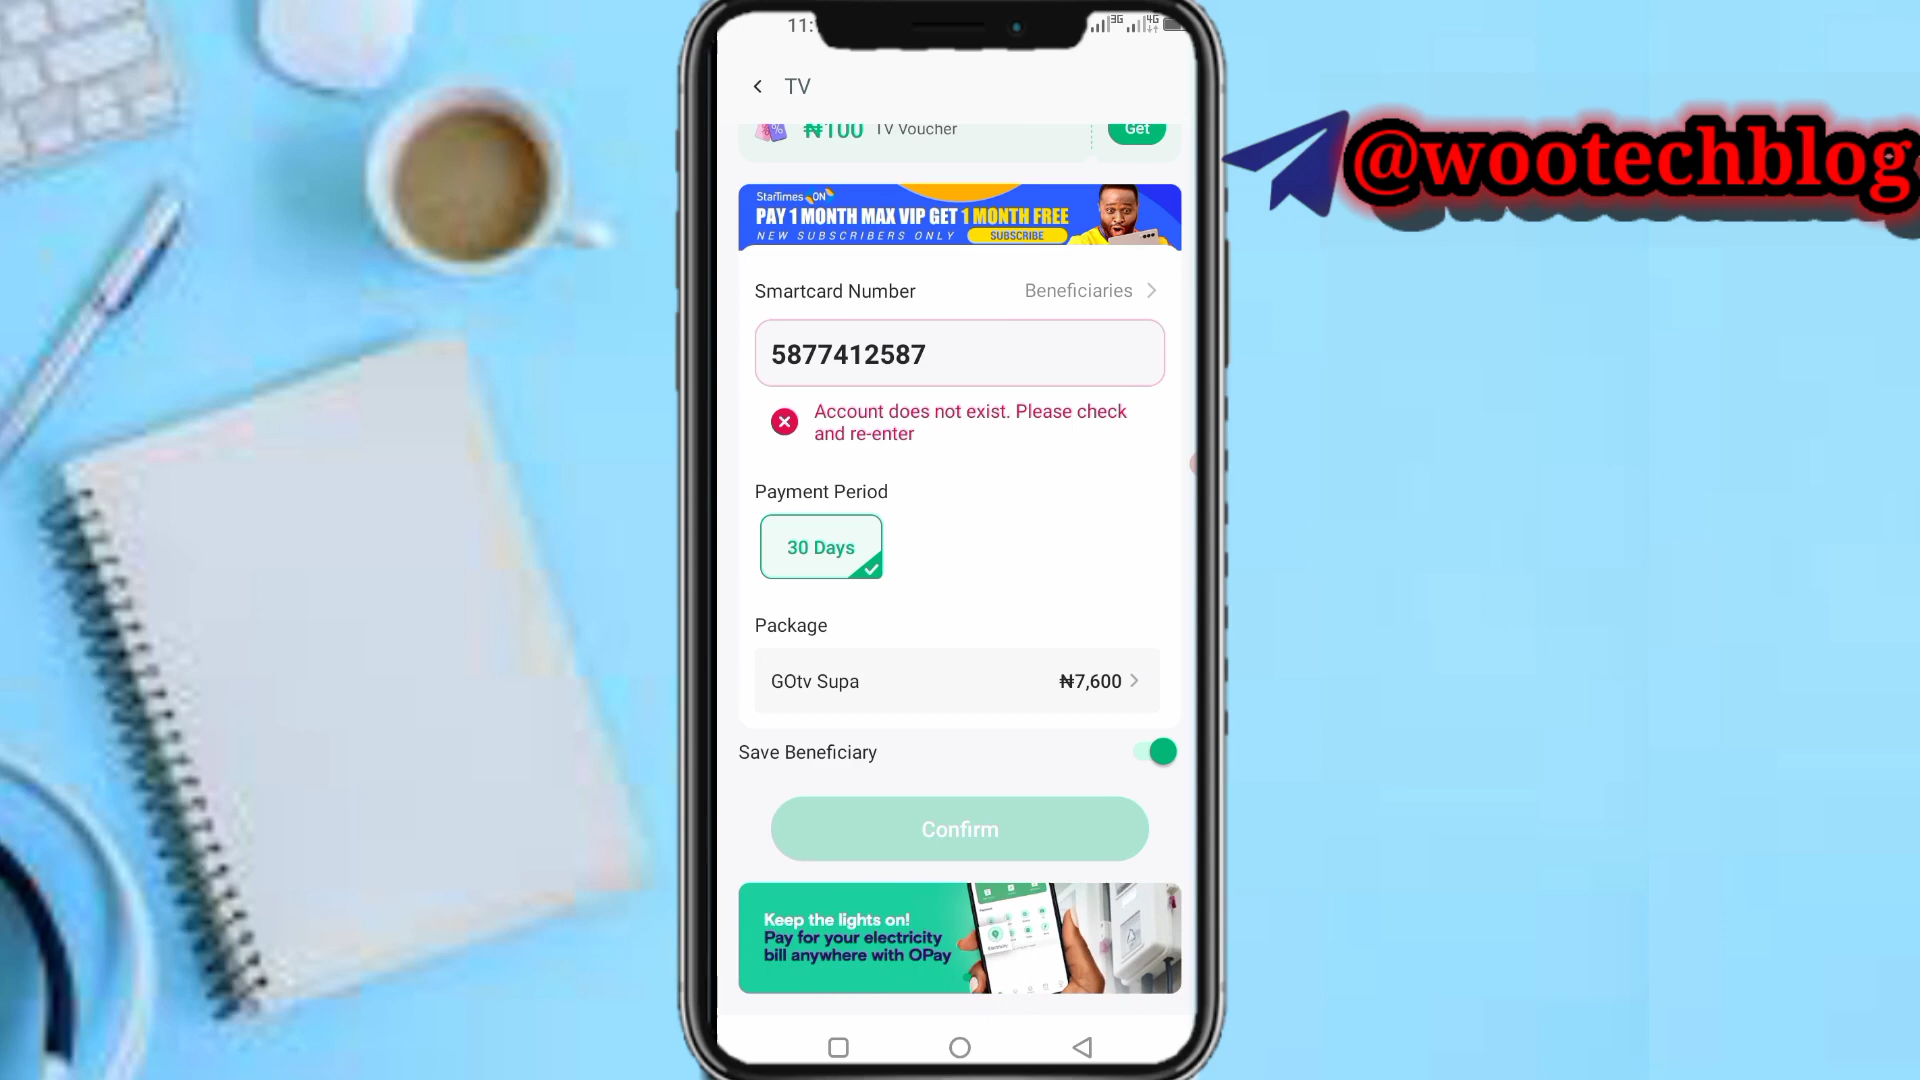 11:
3G
4G
TV
₦100 TV Voucher
Get
StarTimes ON
PAY 1 MONTH MAX VIP GET 1 MONTH FREE
NEW SUBSCRIBERS ONLY
SUBSCRIBE
@wootechblog
Smartcard Number
Beneficiaries
5877412587
Account does not exist. Please check
and re-enter
Payment Period
30 Days
Package
GOtv Supa
₦7,600
Save Beneficiary
Confirm
Keep the lights on!
Pay for your electricity
bill anywhere with OPay